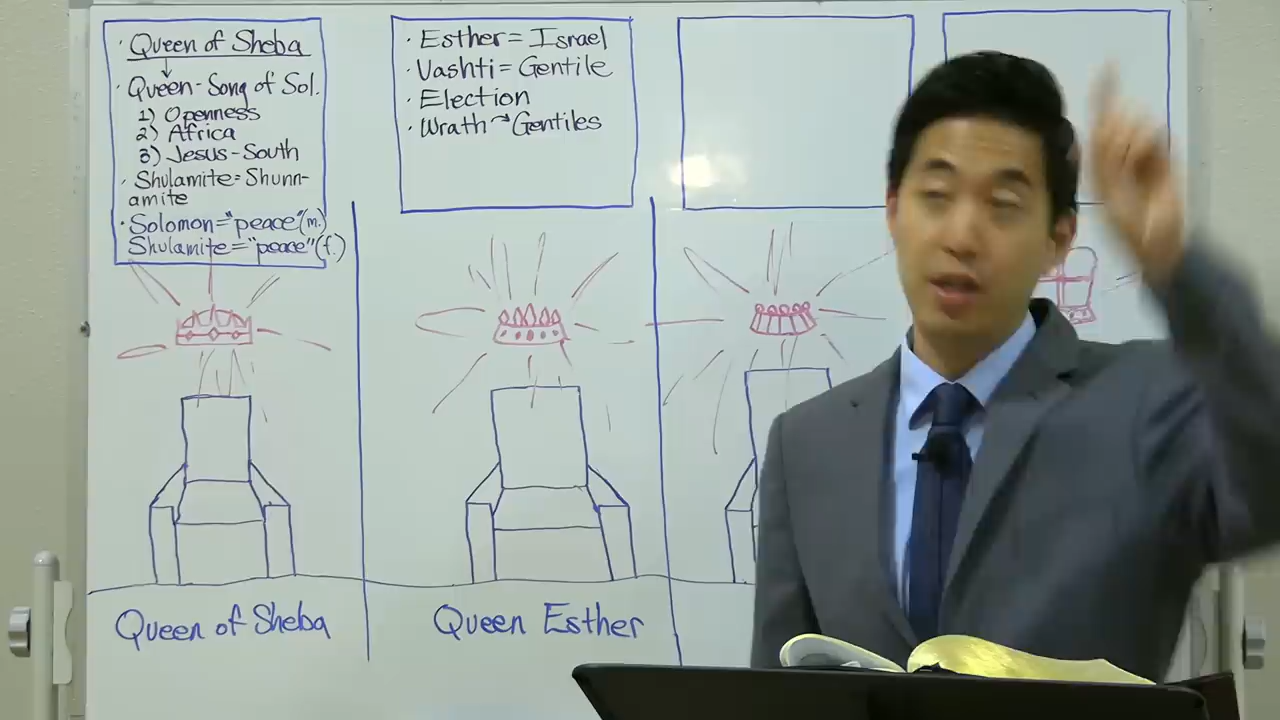 · Queen of Sheba
· Queen-Song of Sol.
1) Openness
2) Africa
3) Jesus-South
· Shulamite=Shunn-
amite
· Solomon="peace"(m.)
Shulamite="peace"(f.)
· Esther=Israel
· Vashti=Gentile
· Election
· Wrath→Gentiles
Queen of Sheba
Queen Esther